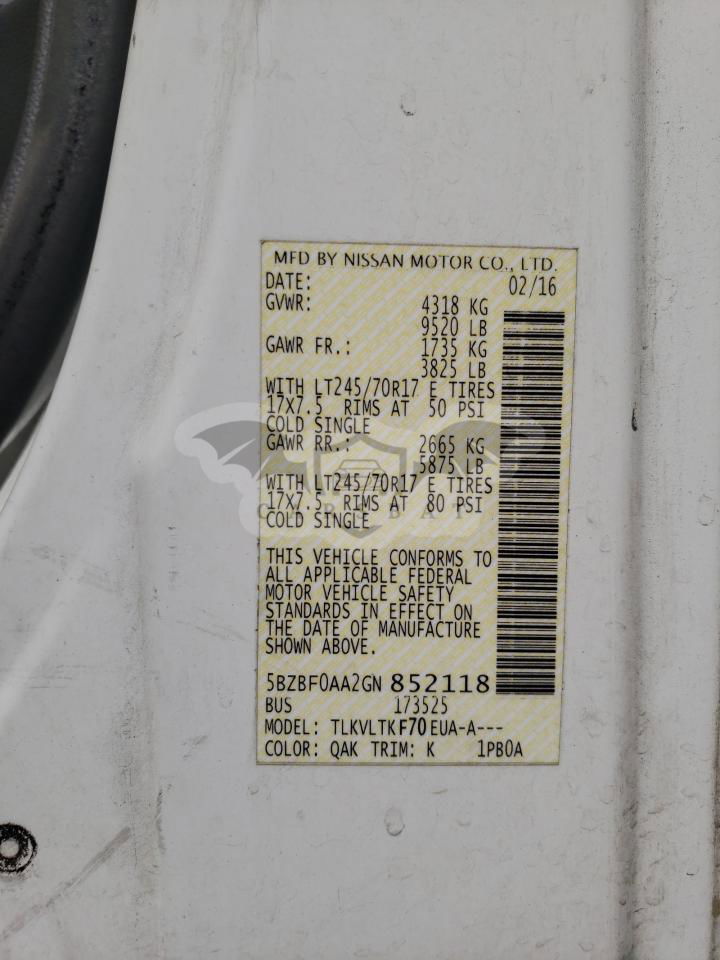 MFD BY NISSAN MOTOR CO., LTD.
DATE: 02/16
GVWR: 4318 KG
9520 LB
GAWR FR.: 1735 KG
3825 LB
WITH LT245/70R17 E TIRES
17X7.5 RIMS AT 50 PSI
COLD SINGLE
GAWR RR.: 2665 KG
5875 LB
WITH LT245/70R17 E TIRES
17X7.5 RIMS AT 80 PSI
COLD SINGLE
THIS VEHICLE CONFORMS TO
ALL APPLICABLE FEDERAL
MOTOR VEHICLE SAFETY
STANDARDS IN EFFECT ON
THE DATE OF MANUFACTURE
SHOWN ABOVE.
5BZBF0AA2GN 852118
BUS 173525
MODEL: TLKVLTKF70EUA-A---
COLOR: QAK TRIM: K 1PB0A